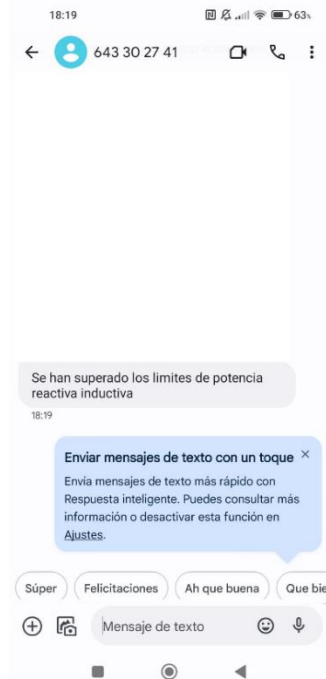 18:19
63%
643 30 27 41
Se han superado los limites de potencia
reactiva inductiva
18:19
Enviar mensajes de texto con un toque
Envía mensajes de texto más rápido con
Respuesta inteligente. Puedes consultar más
información o desactivar esta función en
Ajustes.
Súper Felicitaciones Ah que buena Que bie
Mensaje de texto